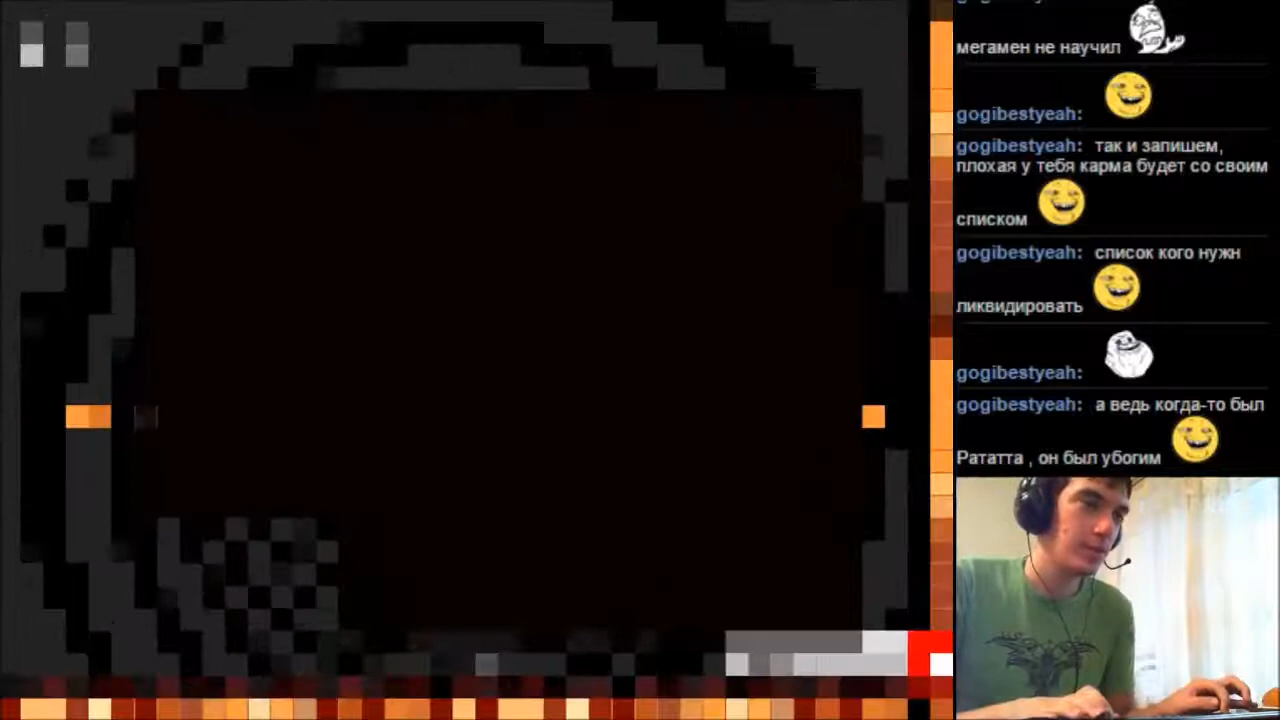 мегамен не научил
gogibestyeah:
gogibestyeah: так и запишем,
плохая у тебя карма будет со своим
списком
gogibestyeah: список кого нужн
ликвидировать
gogibestyeah:
gogibestyeah: а ведь когда-то был
Рататта , он был убогим